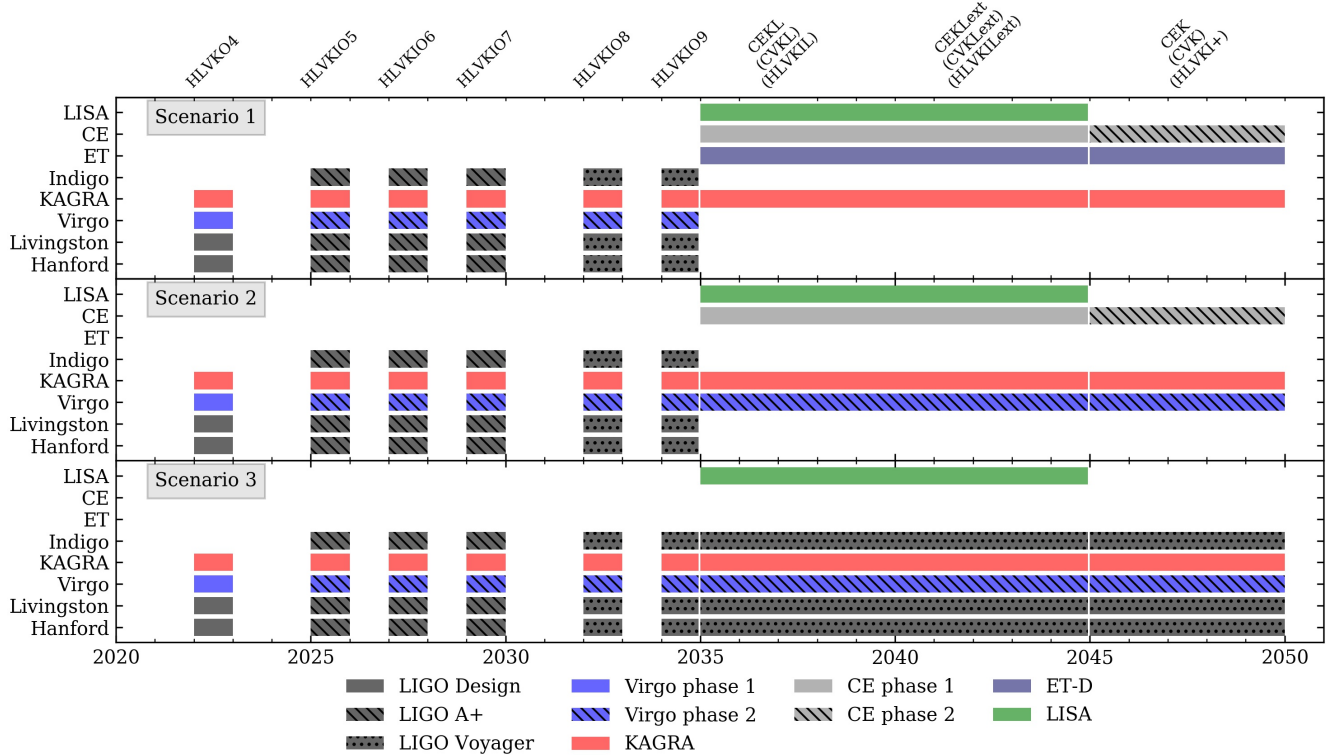 HLVKO4
HLVKIO5
HLVKIO6
HLVKIO7
HLVKIO8
HLVKIO9
CEKL
(CVKL)
(HLVKIL)
CEKLext
(CVKLext)
(HLVKILext)
CEK
(CVK)
(HLVKI+)
Scenario 1
LISA
CE
ET
Indigo
KAGRA
Virgo
Livingston
Hanford
Scenario 2
LISA
CE
ET
Indigo
KAGRA
Virgo
Livingston
Hanford
Scenario 3
LISA
CE
ET
Indigo
KAGRA
Virgo
Livingston
Hanford
2020 2025 2030 2035 2040 2045 2050
LIGO Design Virgo phase 1 CE phase 1 ET-D
LIGO A+ Virgo phase 2 CE phase 2 LISA
LIGO Voyager KAGRA